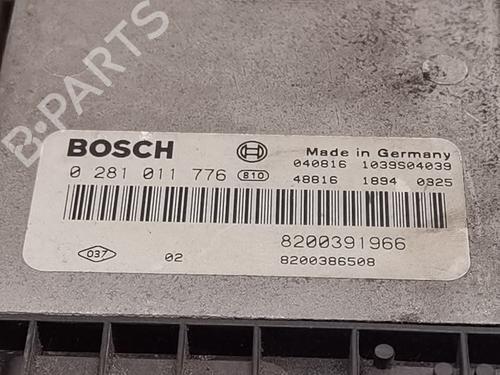 B-PARTS
BOSCH
Made in Germany
040816 1039S04039
0 281 011 776 810
48816 1894 0325
8200391966
037 02 8200386508